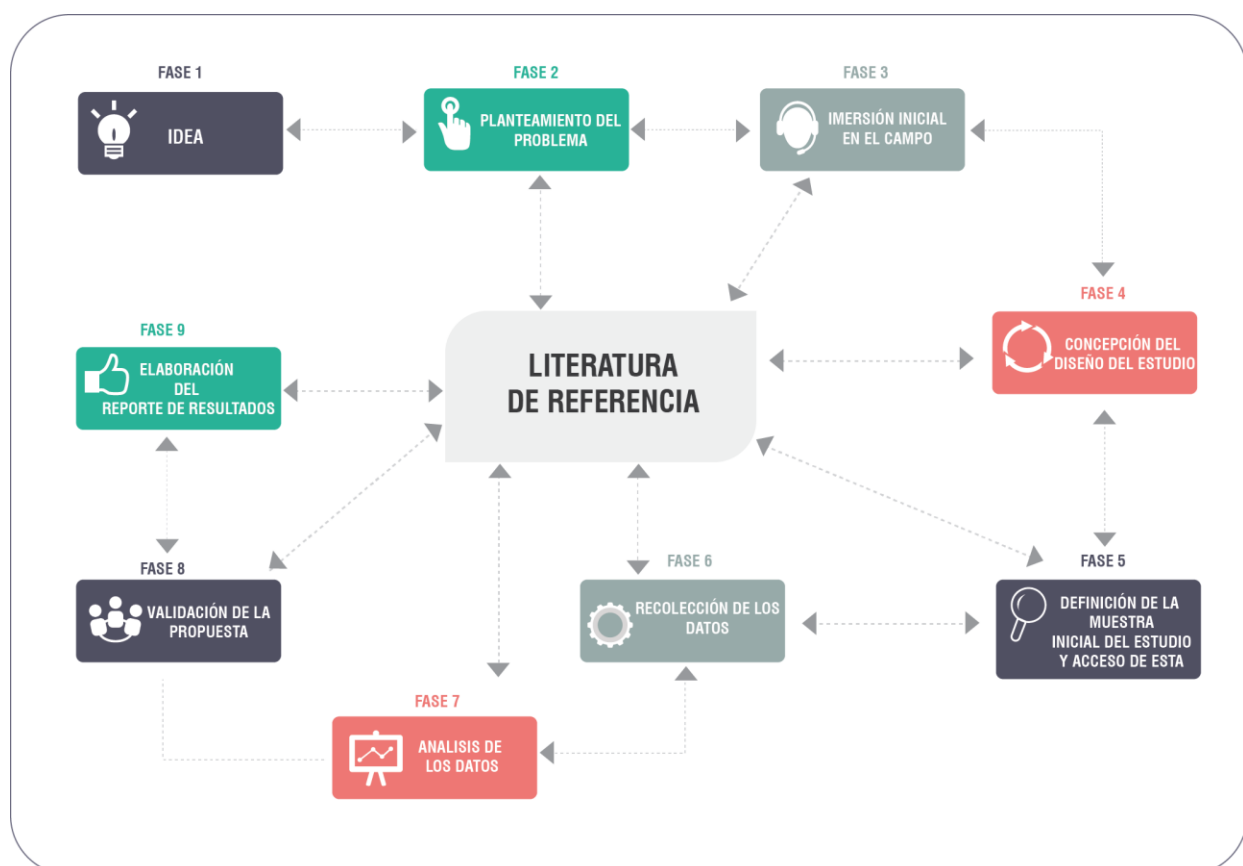 FASE 1
IDEA
FASE 2
PLANTEAMIENTO DEL
PROBLEMA
FASE 3
IMERSIÓN INICIAL
EN EL CAMPO
FASE 4
CONCEPCIÓN DEL
DISEÑO DEL ESTUDIO
LITERATURA
DE REFERENCIA
FASE 9
ELABORACIÓN
DEL
REPORTE DE RESULTADOS
FASE 8
VALIDACIÓN DE LA
PROPUESTA
FASE 6
RECOLECCIÓN DE LOS
DATOS
FASE 5
DEFINICIÓN DE LA
MUESTRA
INICIAL DEL ESTUDIO
Y ACCESO DE ESTA
FASE 7
ANALISIS DE
LOS DATOS